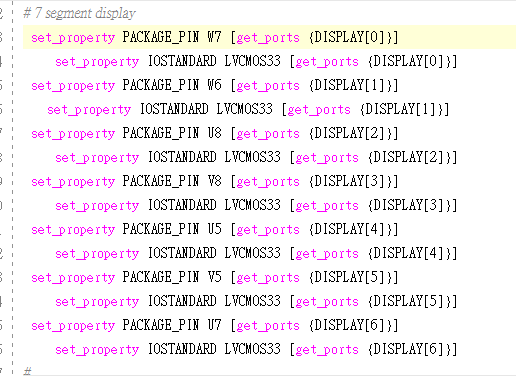 # 7 segment display
set_property PACKAGE_PIN W7 [get_ports {DISPLAY[0]}]
set_property IOSTANDARD LVCMOS33 [get_ports {DISPLAY[0]}]
set_property PACKAGE_PIN W6 [get_ports {DISPLAY[1]}]
set_property IOSTANDARD LVCMOS33 [get_ports {DISPLAY[1]}]
set_property PACKAGE_PIN U8 [get_ports {DISPLAY[2]}]
set_property IOSTANDARD LVCMOS33 [get_ports {DISPLAY[2]}]
set_property PACKAGE_PIN V8 [get_ports {DISPLAY[3]}]
set_property IOSTANDARD LVCMOS33 [get_ports {DISPLAY[3]}]
set_property PACKAGE_PIN U5 [get_ports {DISPLAY[4]}]
set_property IOSTANDARD LVCMOS33 [get_ports {DISPLAY[4]}]
set_property PACKAGE_PIN V5 [get_ports {DISPLAY[5]}]
set_property IOSTANDARD LVCMOS33 [get_ports {DISPLAY[5]}]
set_property PACKAGE_PIN U7 [get_ports {DISPLAY[6]}]
set_property IOSTANDARD LVCMOS33 [get_ports {DISPLAY[6]}]
#